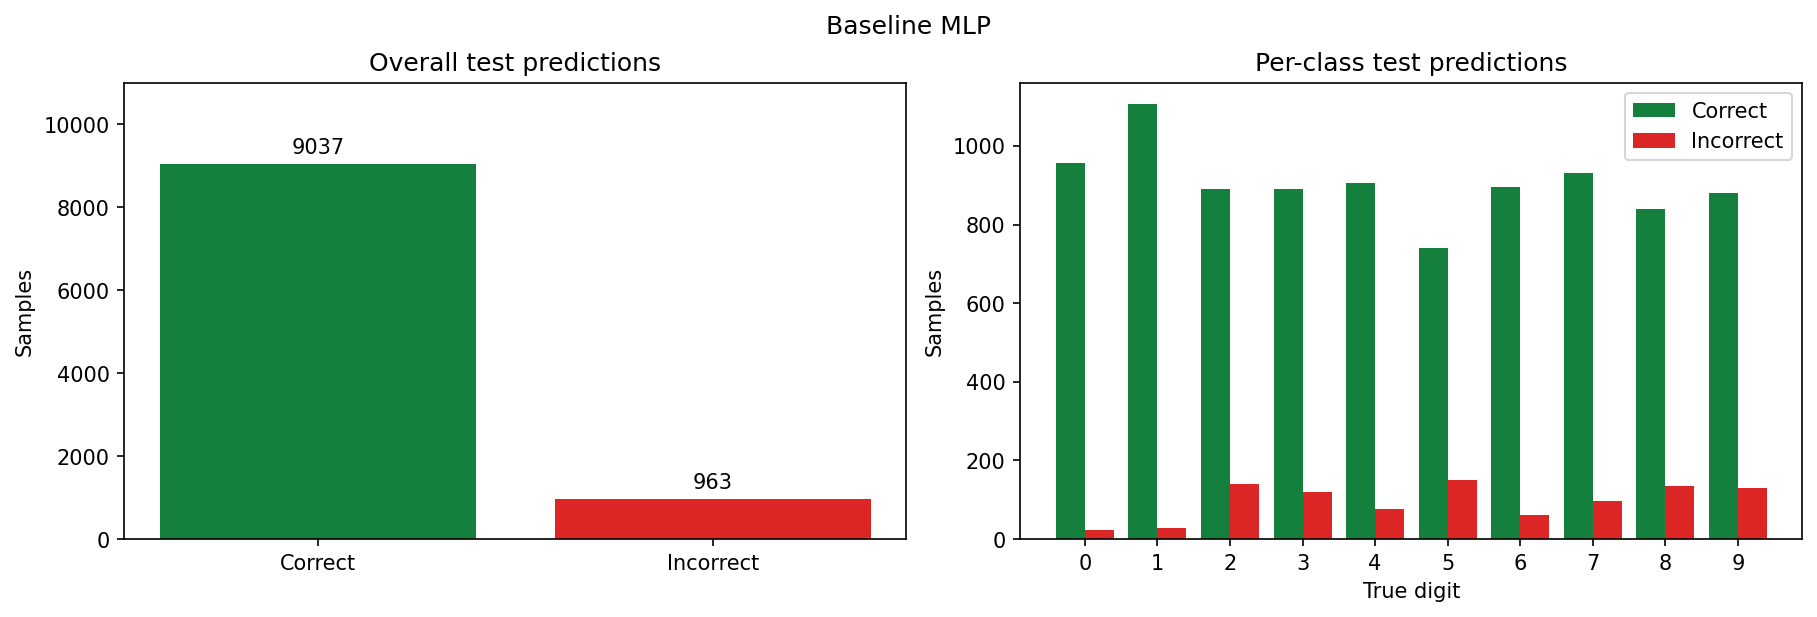 Baseline MLP
Overall test predictions
Samples
10000
8000
6000
4000
2000
0
9037
963
Correct
Incorrect
Per-class test predictions
Samples
1000
800
600
400
200
0
Correct
Incorrect
0 1 2 3 4 5 6 7 8 9
True digit